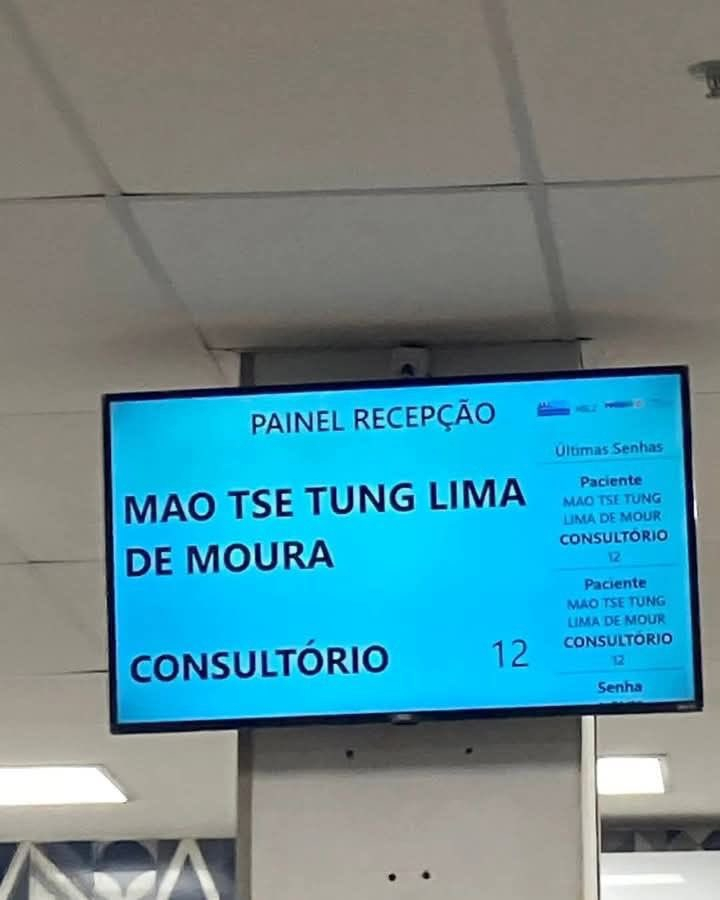 PAINEL RECEPÇÃO
MAO TSE TUNG LIMA
DE MOURA
CONSULTÓRIO 12
Últimas Senhas
Paciente
MAO TSE TUNG
LIMA DE MOUR
CONSULTÓRIO
12
Paciente
MAO TSE TUNG
LIMA DE MOUR
CONSULTÓRIO
12
Senha